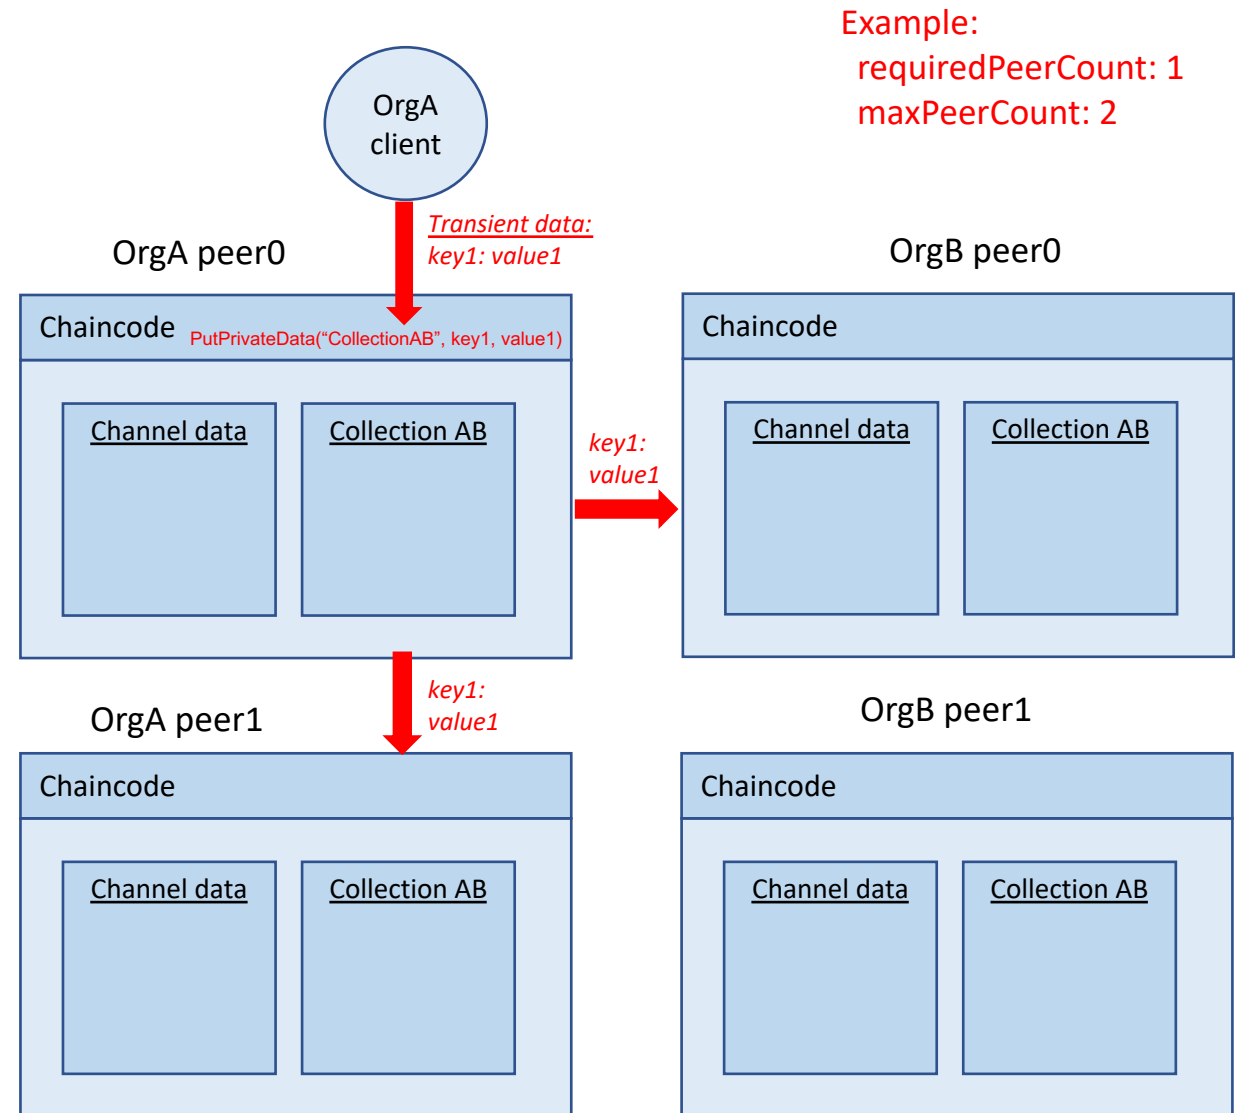 Example:
requiredPeerCount: 1
maxPeerCount: 2
OrgA
client
Transient data:
key1: value1
OrgA peer0
OrgB peer0
Chaincode PutPrivateData(“CollectionAB”, key1, value1)
Chaincode
Channel data
Collection AB
key1:
value1
Channel data
Collection AB
key1:
value1
OrgA peer1
OrgB peer1
Chaincode
Chaincode
Channel data
Collection AB
Channel data
Collection AB